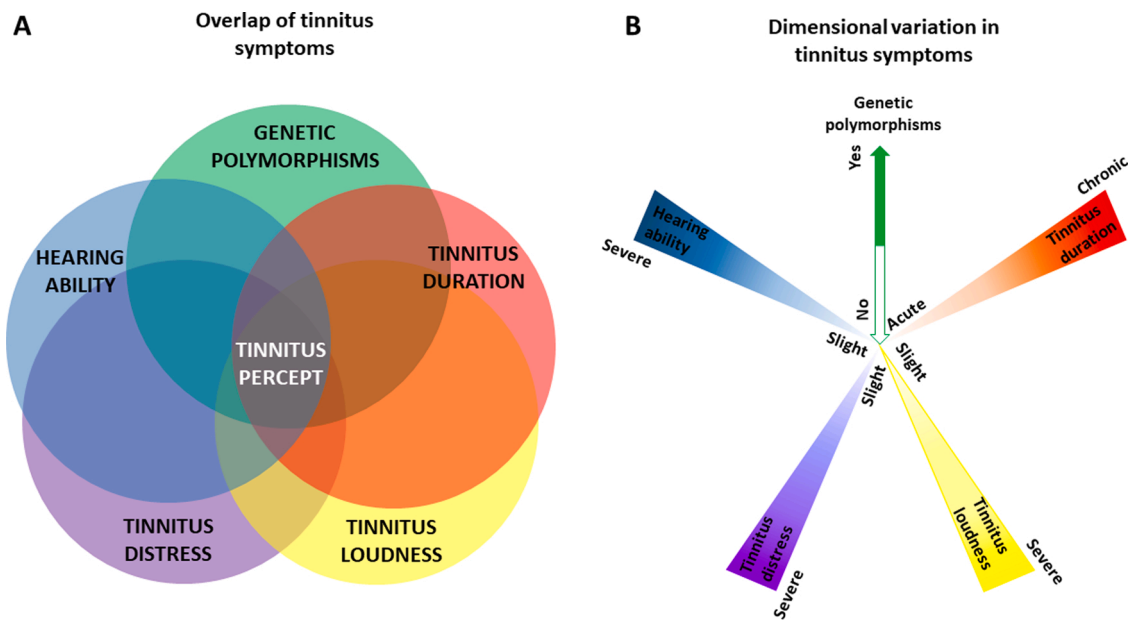 A
Overlap of tinnitus
symptoms
GENETIC
POLYMORPHISMS
HEARING
ABILITY
TINNITUS
DURATION
TINNITUS
PERCEPT
TINNITUS
DISTRESS
TINNITUS
LOUDNESS
B
Dimensional variation in
tinnitus symptoms
Genetic
polymorphisms
Yes
No
Hearing
ability
Severe
Slight
Chronic
Tinnitus
duration
Acute
Slight
Tinnitus
distress
Severe
Slight
Tinnitus
loudness
Severe